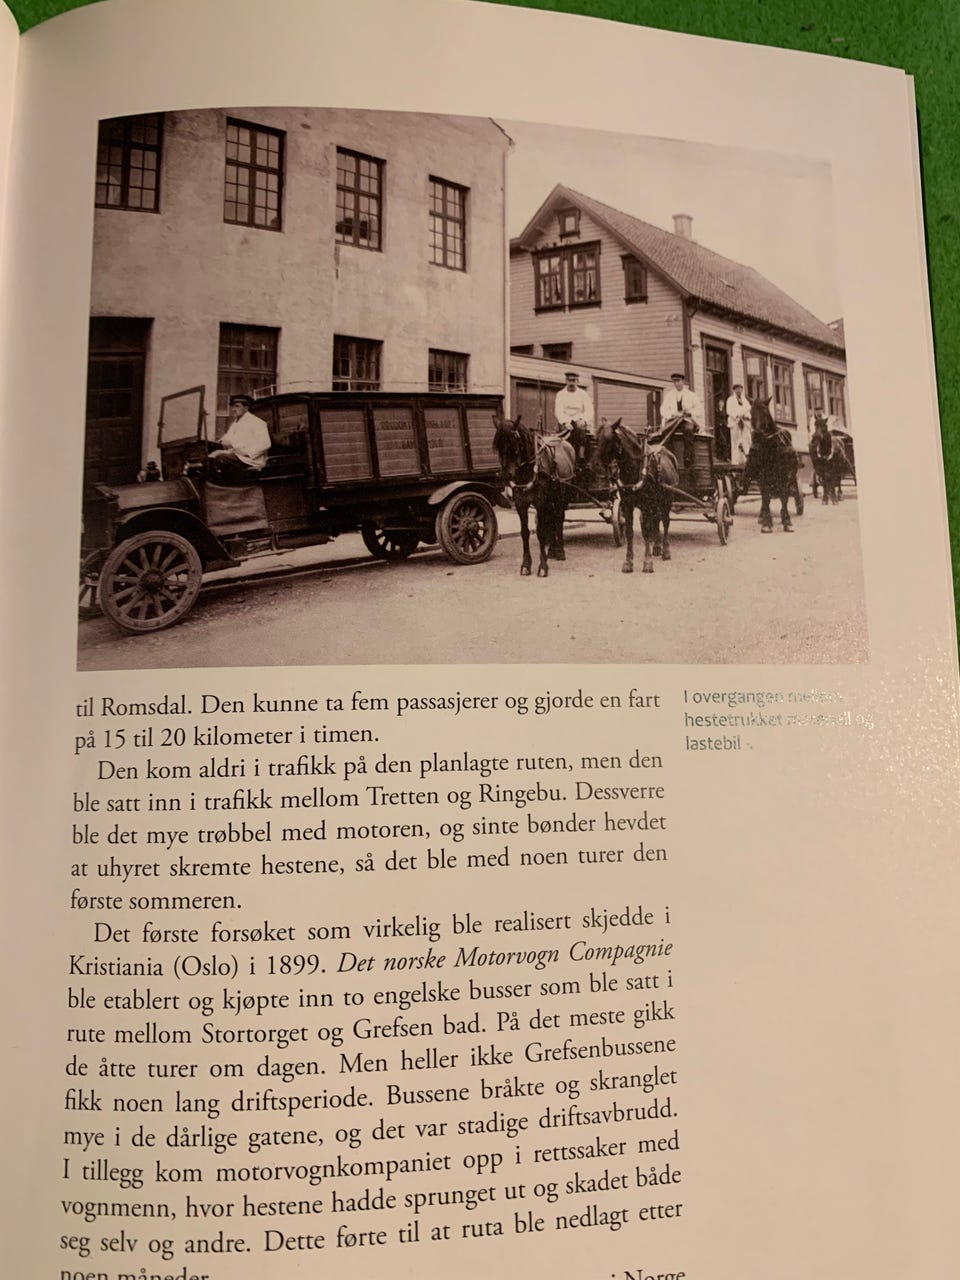 til Romsdal. Den kunne ta fem passasjerer og gjorde en fart
på 15 til 20 kilometer i timen.
Den kom aldri i trafikk på den planlagte ruten, men den
ble satt inn i trafikk mellom Tretten og Ringebu. Dessverre
ble det mye trøbbel med motoren, og sinte bønder hevdet
at uhyret skremte hestene, så det ble med noen turer den
første sommeren.
Det første forsøket som virkelig ble realisert skjedde i
Kristiania (Oslo) i 1899. Det norske Motorvogn Compagnie
ble etablert og kjøpte inn to engelske busser som ble satt i
rute mellom Stortorget og Grefsen bad. På det meste gikk
de åtte turer om dagen. Men heller ikke Grefsenbussene
fikk noen lang driftsperiode. Bussene bråkte og skranglet
mye i de dårlige gatene, og det var stadige driftsavbrudd.
I tillegg kom motorvognkompaniet opp i rettssaker med
vognmenn, hvor hestene hadde sprunget ut og skadet både
seg selv og andre. Dette førte til at ruta ble nedlagt etter
noen måneder
i Norge
I overgangen mellom
hestetrukket og
lastebil